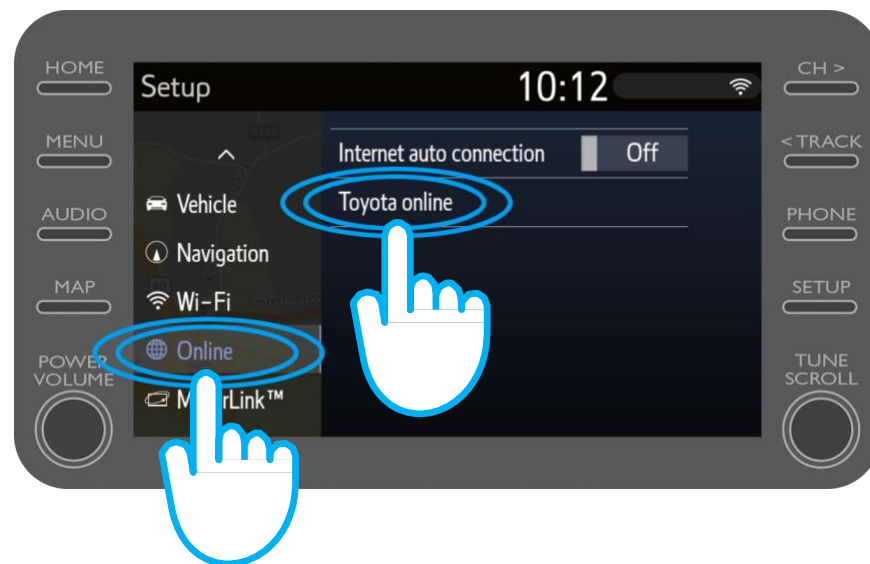 HOME
MENU
AUDIO
MAP
POWER
VOLUME
Setup
10:12
Vehicle
Navigation
Wi-Fi
Online
Link™
Internet auto connection
Off
Toyota online
CH >
< TRACK
PHONE
SETUP
TUNE
SCROLL